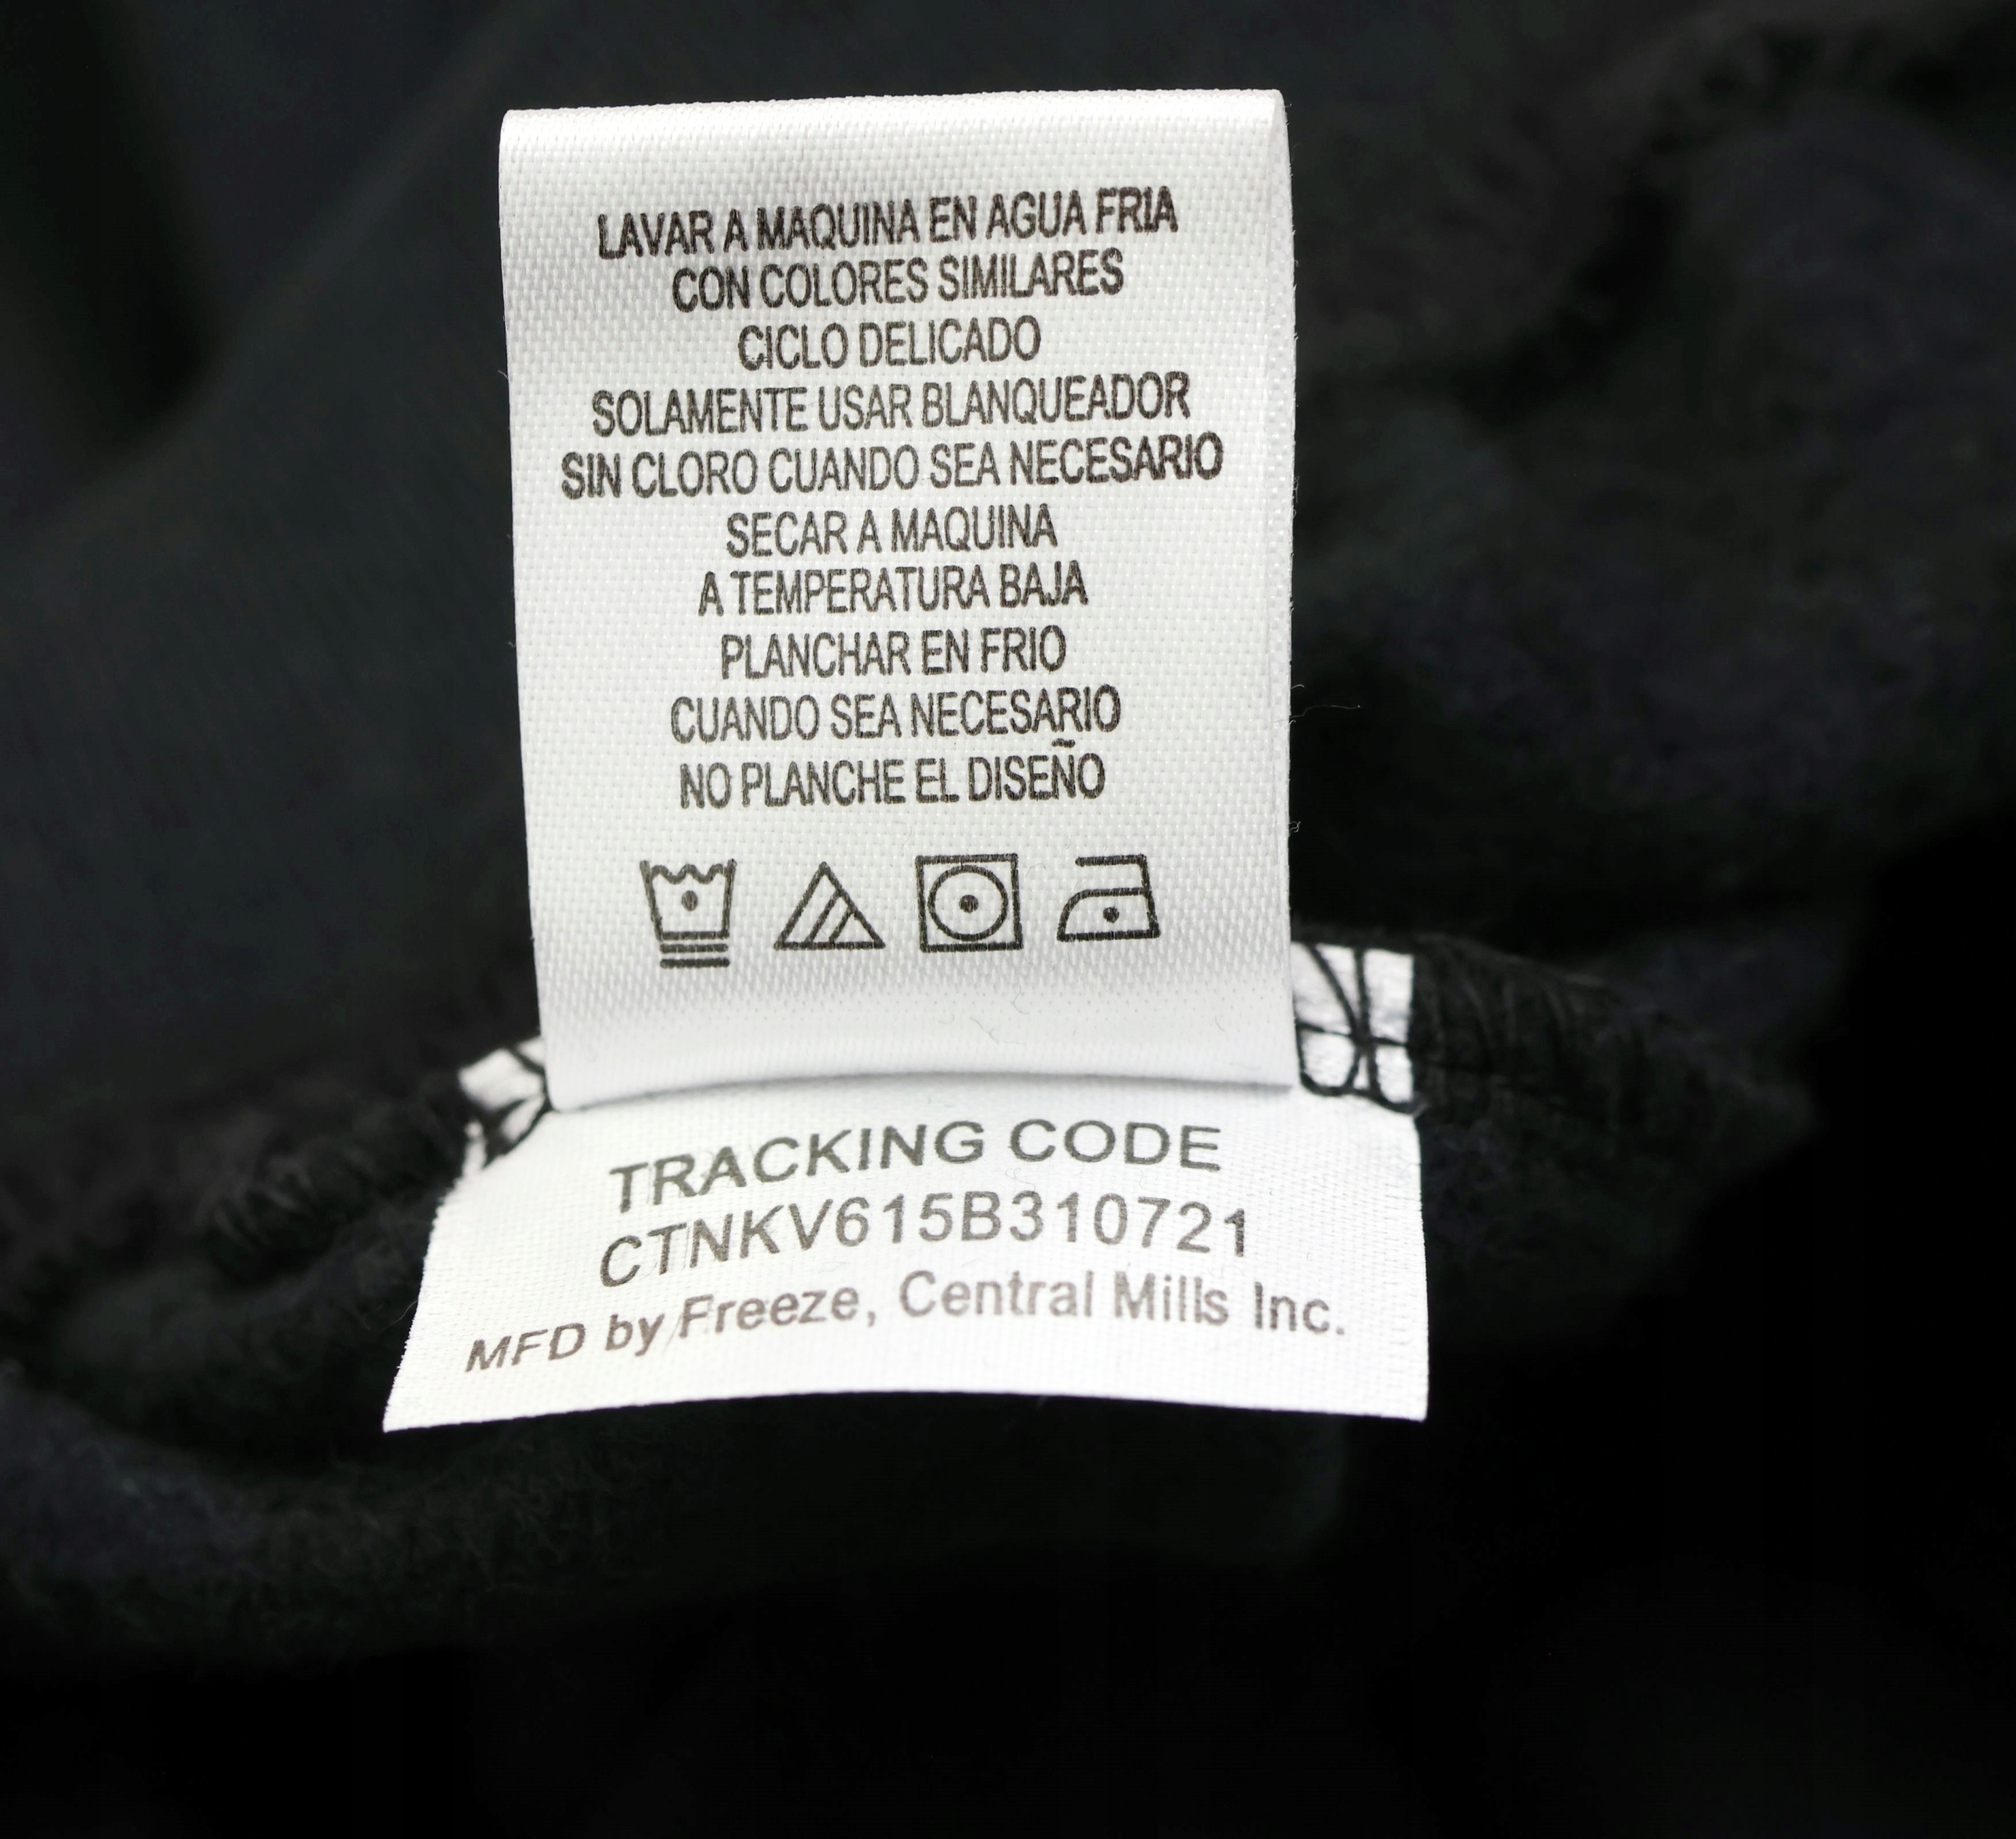 LAVAR A MAQUINA EN AGUA FRIA
CON COLORES SIMILARES
CICLO DELICADO
SOLAMENTE USAR BLANQUEADOR
SIN CLORO CUANDO SEA NECESARIO
SECAR A MAQUINA
A TEMPERATURA BAJA
PLANCHAR EN FRIO
CUANDO SEA NECESARIO
NO PLANCHE EL DISEÑO
TRACKING CODE
CTNKV615B310721
MFD by Freeze, Central Mills Inc.